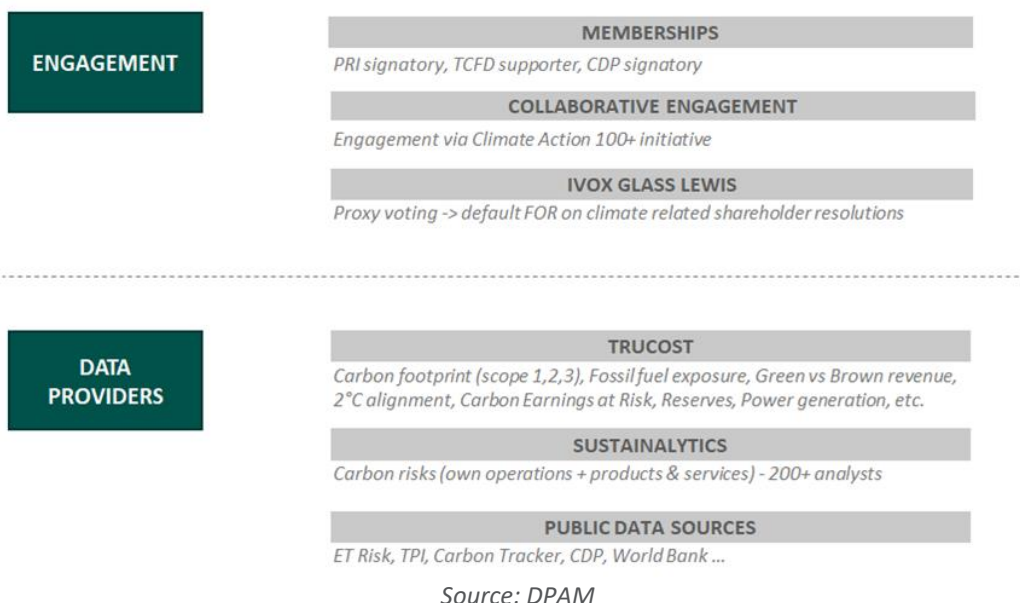 ENGAGEMENT
MEMBERSHIPS
PRI signatory, TCFD supporter, CDP signatory
COLLABORATIVE ENGAGEMENT
Engagement via Climate Action 100+ initiative
IVOX GLASS LEWIS
Proxy voting -> default FOR on climate related shareholder resolutions
DATA
PROVIDERS
TRUCOST
Carbon footprint (scope 1,2,3), Fossil fuel exposure, Green vs Brown revenue,
2°C alignment, Carbon Earnings at Risk, Reserves, Power generation, etc.
SUSTAINALYTICS
Carbon risks (own operations + products & services) - 200+ analysts
PUBLIC DATA SOURCES
ET Risk, TPI, Carbon Tracker, CDP, World Bank ...
Source: DPAM